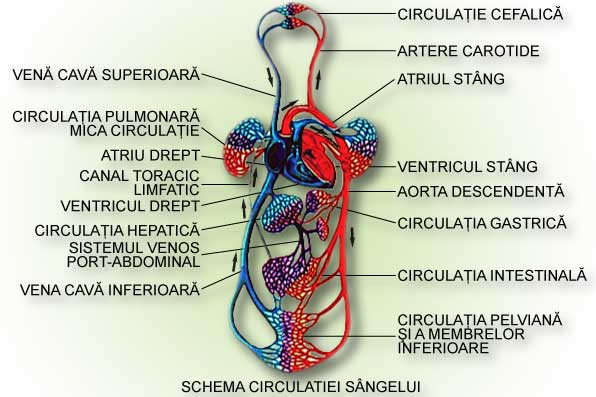 CIRCULAȚIE CEFALICĂ
ARTERE CAROTIDE
ATRIUL STÂNG
VENĂ CAVĂ SUPERIOARĂ
CIRCULAȚIA PULMONARĂ
MICA CIRCULAȚIE
ATRIU DREPT
CANAL TORACIC
LIMFATIC
VENTRICUL DREPT
CIRCULAȚIA HEPATICĂ
SISTEMUL VENOS
PORT-ABDOMINAL
VENA CAVĂ INFERIOARĂ
VENTRICUL STÂNG
AORTA DESCENDENTĂ
CIRCULAȚIA GASTRICĂ
CIRCULAȚIA INTESTINALĂ
CIRCULAȚIA PELVIANĂ
ȘI A MEMBRELOR
INFERIOARE
SCHEMA CIRCULATIEI SÂNGELUI